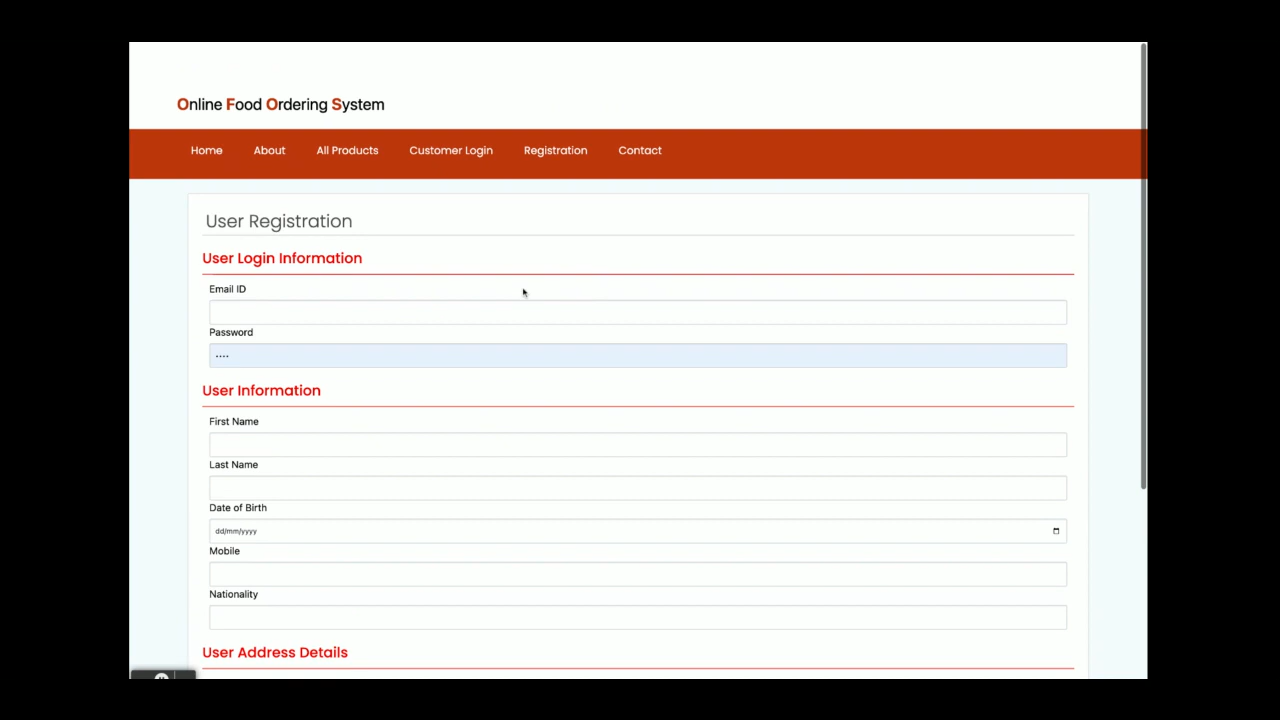 Online Food Ordering System
Home About All Products Customer Login Registration Contact
User Registration
User Login Information
Email ID
Password
····
User Information
First Name
Last Name
Date of Birth
dd/mm/yyyy
Mobile
Nationality
User Address Details